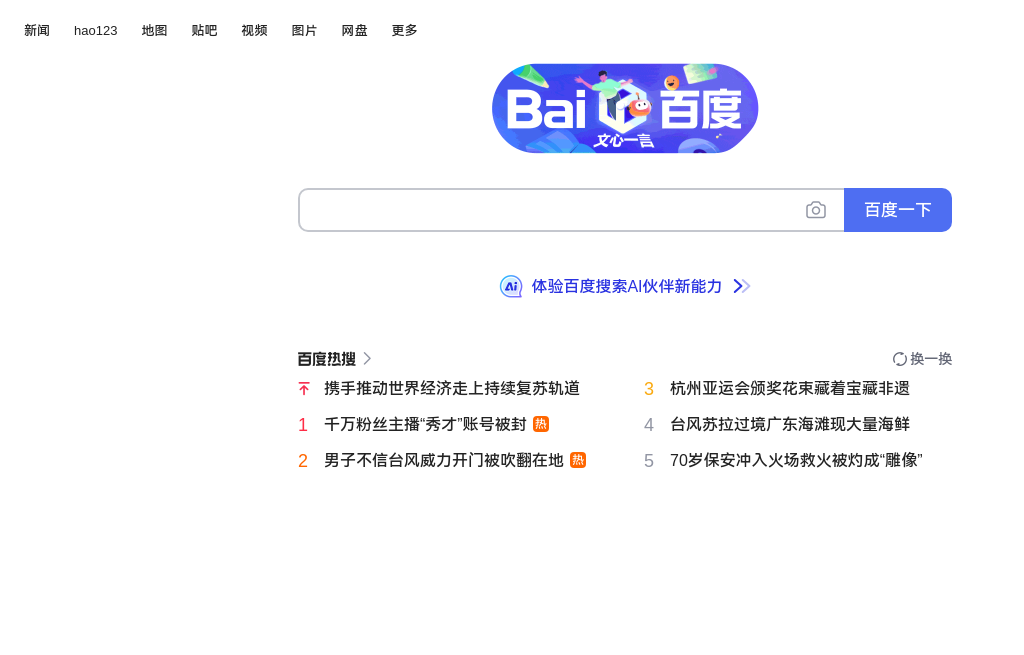 新闻 hao123 地图 贴吧 视频 图片 网盘 更多
Bai 百度
文心一言
百度一下
Ai 体验百度搜索AI伙伴新能力
百度热搜
换一换
携手推动世界经济走上持续复苏轨道
1 千万粉丝主播“秀才”账号被封 热
2 男子不信台风威力开门被吹翻在地 热
3 杭州亚运会颁奖花束藏着宝藏非遗
4 台风苏拉过境广东海滩现大量海鲜
5 70岁保安冲入火场救火被灼成“雕像”